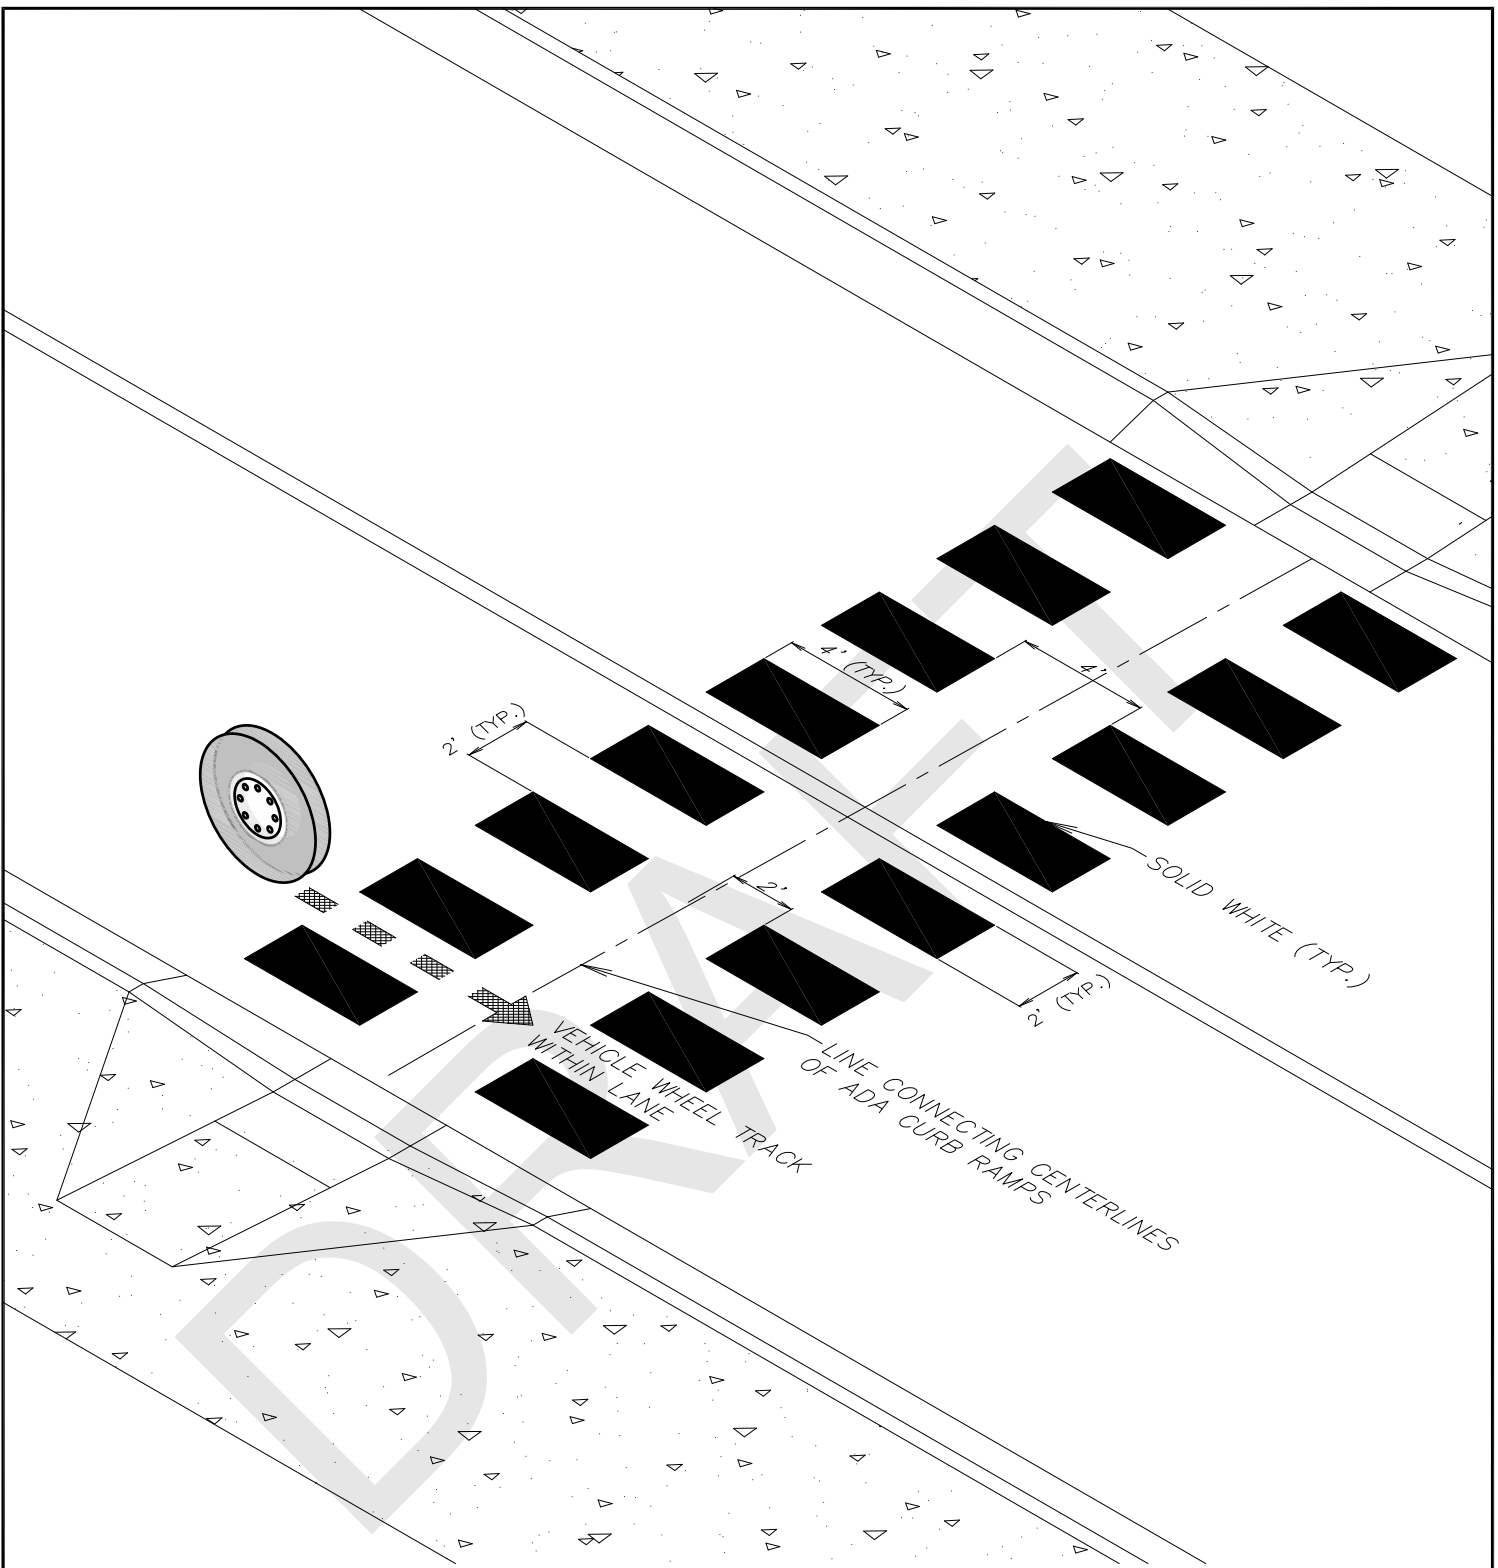 4' (TYP.)
4'
2' (TYP.)
2'
SOLID WHITE (TYP.)
2' (TYP.)
VEHICLE WHEEL TRACK
WITHIN LANE
LINE CONNECTING CENTERLINES
OF ADA CURB RAMPS
DRAFT